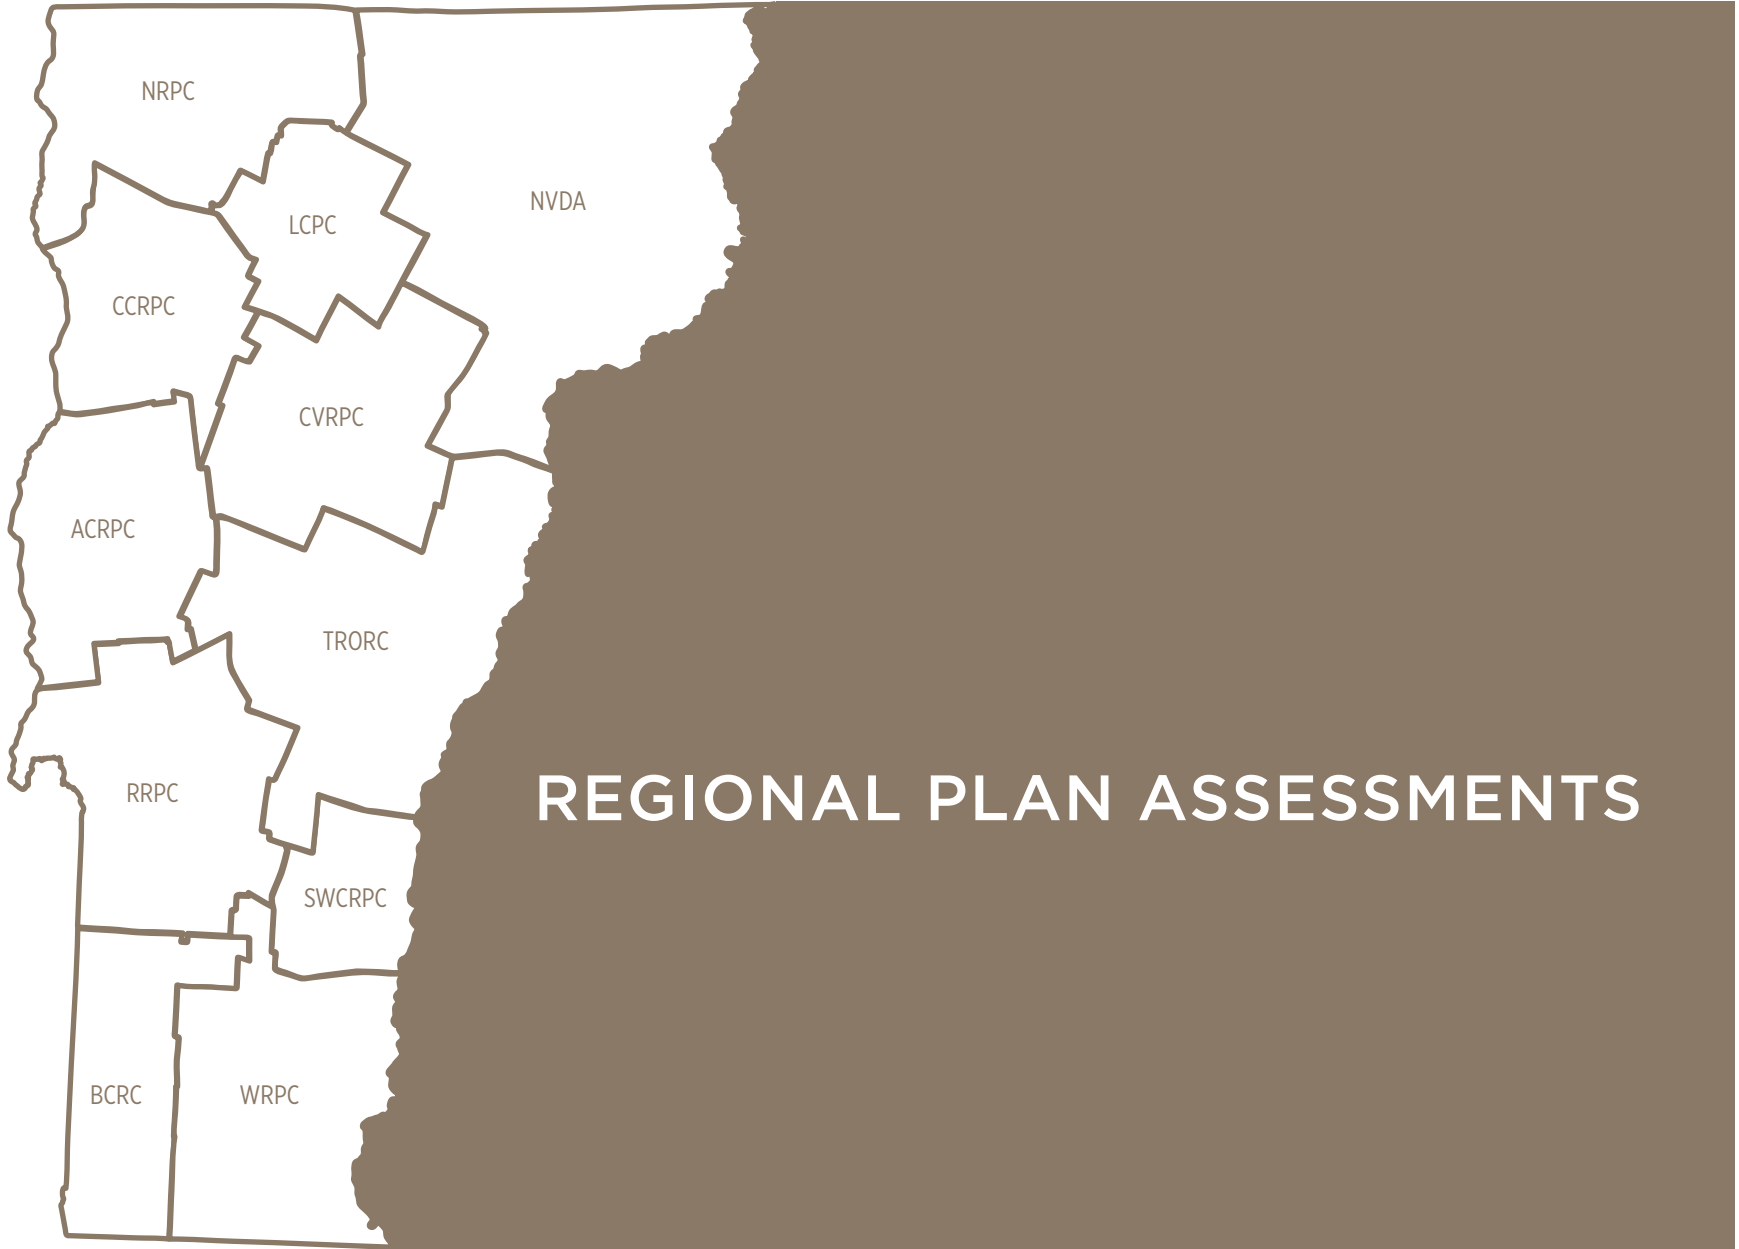 NRPC
NVDA
LCPC
CCRPC
CVRPC
ACRPC
TRORC
RRPC
REGIONAL PLAN ASSESSMENTS
SWCRPC
BCRC
WRPC